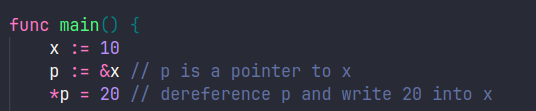 func main() {
    x := 10
    p := &x // p is a pointer to x
    *p = 20 // dereference p and write 20 into x